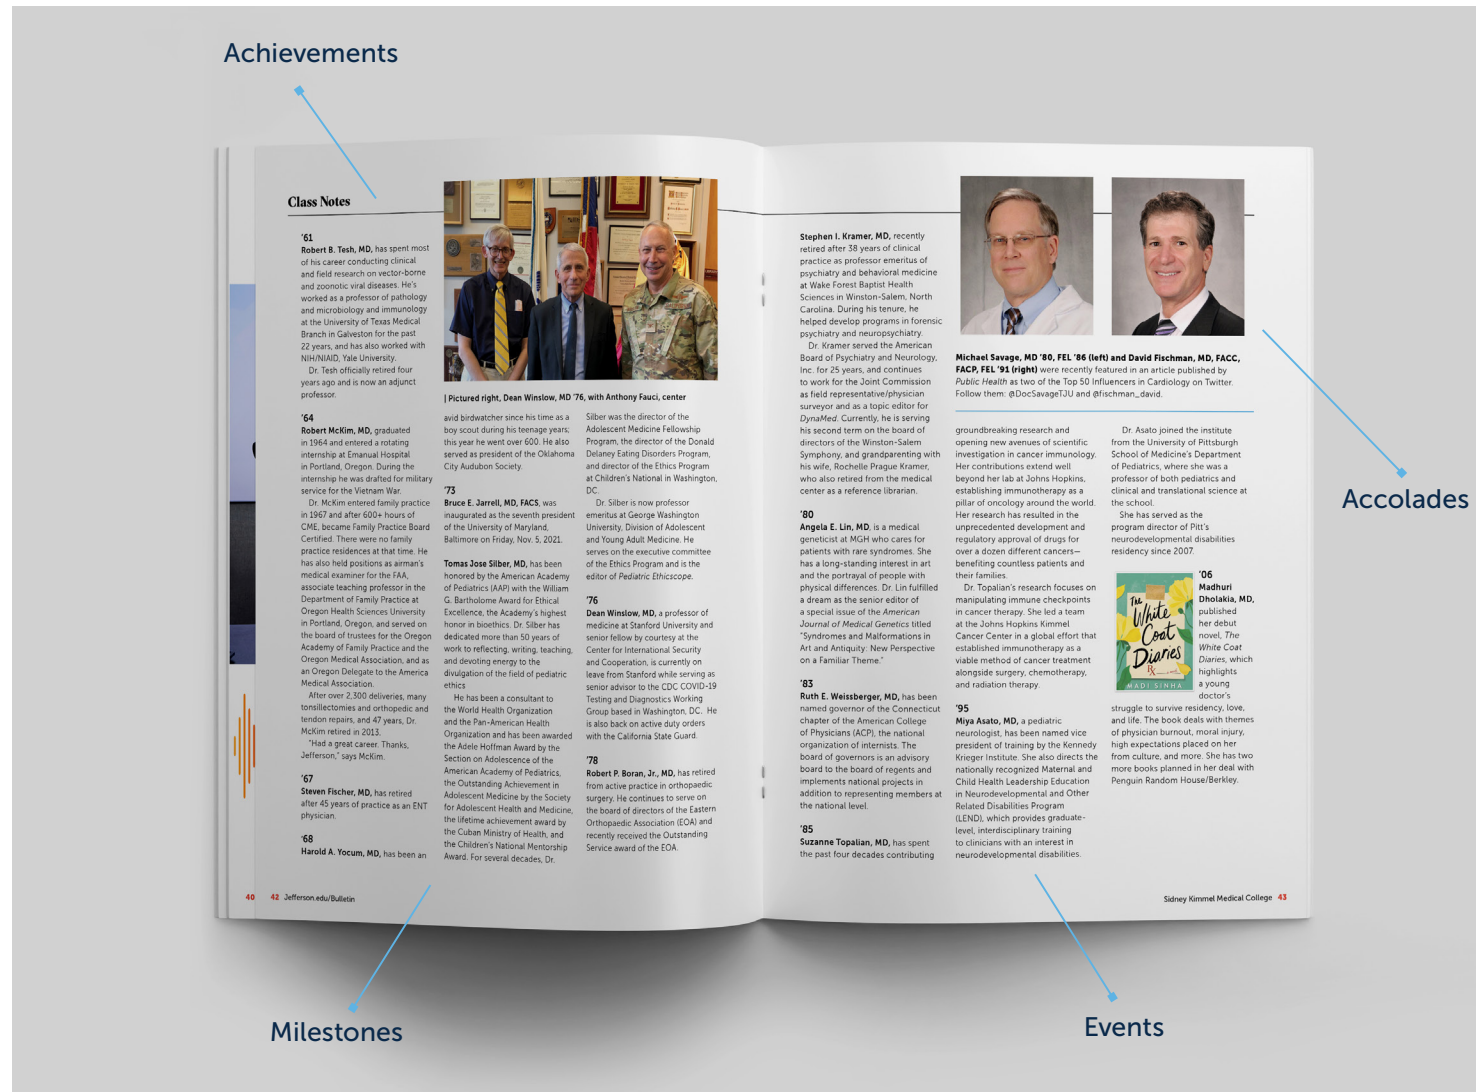 Achievements
Class Notes
'61
Robert B. Tesh, MD, has spent most
of his career conducting clinical
and field research on vector-borne
and zoonotic viral diseases. He's
worked as a professor of pathology
and microbiology and immunology
at the University of Texas Medical
Branch in Galveston for the past
22 years, and has also worked with
NIH/NIAID, Yale University.
Dr. Tesh officially retired four
years ago and is now an adjunct
professor.
'64
Robert McKim, MD, graduated
in 1964 and entered a rotating
internship at Emanual Hospital
in Portland, Oregon. During the
internship he was drafted for military
service for the Vietnam War.
Dr. McKim entered family practice
in 1967 and after 600+ hours of
CME, became Family Practice Board
Certified. There were no family
practice residences at that time. He
has also held positions as airman's
medical examiner for the FAA,
associate teaching professor in the
Department of Family Practice at
Oregon Health Sciences University
in Portland, Oregon, and served on
the board of trustees for the Oregon
Academy of Family Practice and the
Oregon Medical Association, and as
an Oregon Delegate to the America
Medical Association.
After over 2,300 deliveries, many
tonsillectomies and orthopedic and
tendon repairs, and 47 years, Dr.
McKim retired in 2013.
"Had a great career. Thanks,
Jefferson," says McKim.
'67
Steven Fischer, MD, has retired
after 45 years of practice as an ENT
physician.
'68
Harold A. Yocum, MD, has been an
| Pictured right, Dean Winslow, MD '76, with Anthony Fauci, center
avid birdwatcher since his time as a
boy scout during his teenage years;
this year he went over 600. He also
served as president of the Oklahoma
City Audubon Society.
'73
Bruce E. Jarrell, MD, FACS, was
inaugurated as the seventh president
of the University of Maryland,
Baltimore on Friday, Nov. 5, 2021.
Tomas Jose Silber, MD, has been
honored by the American Academy
of Pediatrics (AAP) with the William
G. Bartholome Award for Ethical
Excellence, the Academy's highest
honor in bioethics. Dr. Silber has
dedicated more than 50 years of
work to reflecting, writing, teaching,
and devoting energy to the
divulgation of the field of pediatric
ethics
He has been a consultant to
the World Health Organization
and the Pan-American Health
Organization and has been awarded
the Adele Hoffman Award by the
Section on Adolescence of the
American Academy of Pediatrics,
the Outstanding Achievement in
Adolescent Medicine by the Society
for Adolescent Health and Medicine,
the lifetime achievement award by
the Cuban Ministry of Health, and
the Children's National Mentorship
Award. For several decades, Dr.
Silber was the director of the
Adolescent Medicine Fellowship
Program, the director of the Donald
Delaney Eating Disorders Program,
and director of the Ethics Program
at Children's National in Washington,
DC.
Dr. Silber is now professor
emeritus at George Washington
University, Division of Adolescent
and Young Adult Medicine. He
serves on the executive committee
of the Ethics Program and is the
editor of Pediatric Ethicscope.
'76
Dean Winslow, MD, a professor of
medicine at Stanford University and
senior fellow by courtesy at the
Center for International Security
and Cooperation, is currently on
leave from Stanford while serving as
senior advisor to the CDC COVID-19
Testing and Diagnostics Working
Group based in Washington, DC. He
is also back on active duty orders
with the California State Guard.
'78
Robert P. Boran, Jr., MD, has retired
from active practice in orthopaedic
surgery. He continues to serve on
the board of directors of the Eastern
Orthopaedic Association (EOA) and
recently received the Outstanding
Service award of the EOA.
40
42 Jefferson.edu/Bulletin
Stephen I. Kramer, MD, recently
retired after 38 years of clinical
practice as professor emeritus of
psychiatry and behavioral medicine
at Wake Forest Baptist Health
Sciences in Winston-Salem, North
Carolina. During his tenure, he
helped develop programs in forensic
psychiatry and neuropsychiatry.
Dr. Kramer served the American
Board of Psychiatry and Neurology,
Inc. for 25 years, and continues
to work for the Joint Commission
as field representative/physician
surveyor and as a topic editor for
DynaMed. Currently, he is serving
his second term on the board of
directors of the Winston-Salem
Symphony, and grandparenting with
his wife, Rochelle Prague Kramer,
who also retired from the medical
center as a reference librarian.
'80
Angela E. Lin, MD, is a medical
geneticist at MGH who cares for
patients with rare syndromes. She
has a long-standing interest in art
and the portrayal of people with
physical differences. Dr. Lin fulfilled
a dream as the senior editor of
a special issue of the American
Journal of Medical Genetics titled
"Syndromes and Malformations in
Art and Antiquity: New Perspective
on a Familiar Theme."
'83
Ruth E. Weissberger, MD, has been
named governor of the Connecticut
chapter of the American College
of Physicians (ACP), the national
organization of internists. The
board of governors is an advisory
board to the board of regents and
implements national projects in
addition to representing members at
the national level.
'85
Suzanne Topalian, MD, has spent
the past four decades contributing
Michael Savage, MD '80, FEL '86 (left) and David Fischman, MD, FACC,
FACP, FEL '91 (right) were recently featured in an article published by
Public Health as two of the Top 50 Influencers in Cardiology on Twitter.
Follow them: @DocSavageTJU and @fischman_david.
groundbreaking research and
opening new avenues of scientific
investigation in cancer immunology.
Her contributions extend well
beyond her lab at Johns Hopkins,
establishing immunotherapy as a
pillar of oncology around the world.
Her research has resulted in the
unprecedented development and
regulatory approval of drugs for
over a dozen different cancers—
benefiting countless patients and
their families.
Dr. Topalian's research focuses on
manipulating immune checkpoints
in cancer therapy. She led a team
at the Johns Hopkins Kimmel
Cancer Center in a global effort that
established immunotherapy as a
viable method of cancer treatment
alongside surgery, chemotherapy,
and radiation therapy.
'95
Miya Asato, MD, a pediatric
neurologist, has been named vice
president of training by the Kennedy
Krieger Institute. She also directs the
nationally recognized Maternal and
Child Health Leadership Education
in Neurodevelopmental and Other
Related Disabilities Program
(LEND), which provides graduate-
level, interdisciplinary training
to clinicians with an interest in
neurodevelopmental disabilities.
Dr. Asato joined the institute
from the University of Pittsburgh
School of Medicine's Department
of Pediatrics, where she was a
professor of both pediatrics and
clinical and translational science at
the school.
She has served as the
program director of Pitt's
neurodevelopmental disabilities
residency since 2007.
The
White
Coat
Diaries
MADI SINHA
'06
Madhuri
Dholakia, MD,
published
her debut
novel, The
White Coat
Diaries, which
highlights
a young
doctor's
struggle to survive residency, love,
and life. The book deals with themes
of physician burnout, moral injury,
high expectations placed on her
from culture, and more. She has two
more books planned in her deal with
Penguin Random House/Berkley.
Sidney Kimmel Medical College 43
Accolades
Milestones
Events